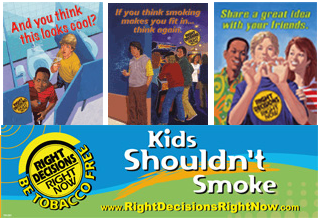 And you think
this looks cool?
If you think smoking
makes you fit in...
think again!
Share a great idea
with your friends.
RIGHT
DECISIONS
RIGHT
NOW
BE TOBACCO FREE
Kids
Shouldn't
Smoke
www.RightDecisionsRightNow.com